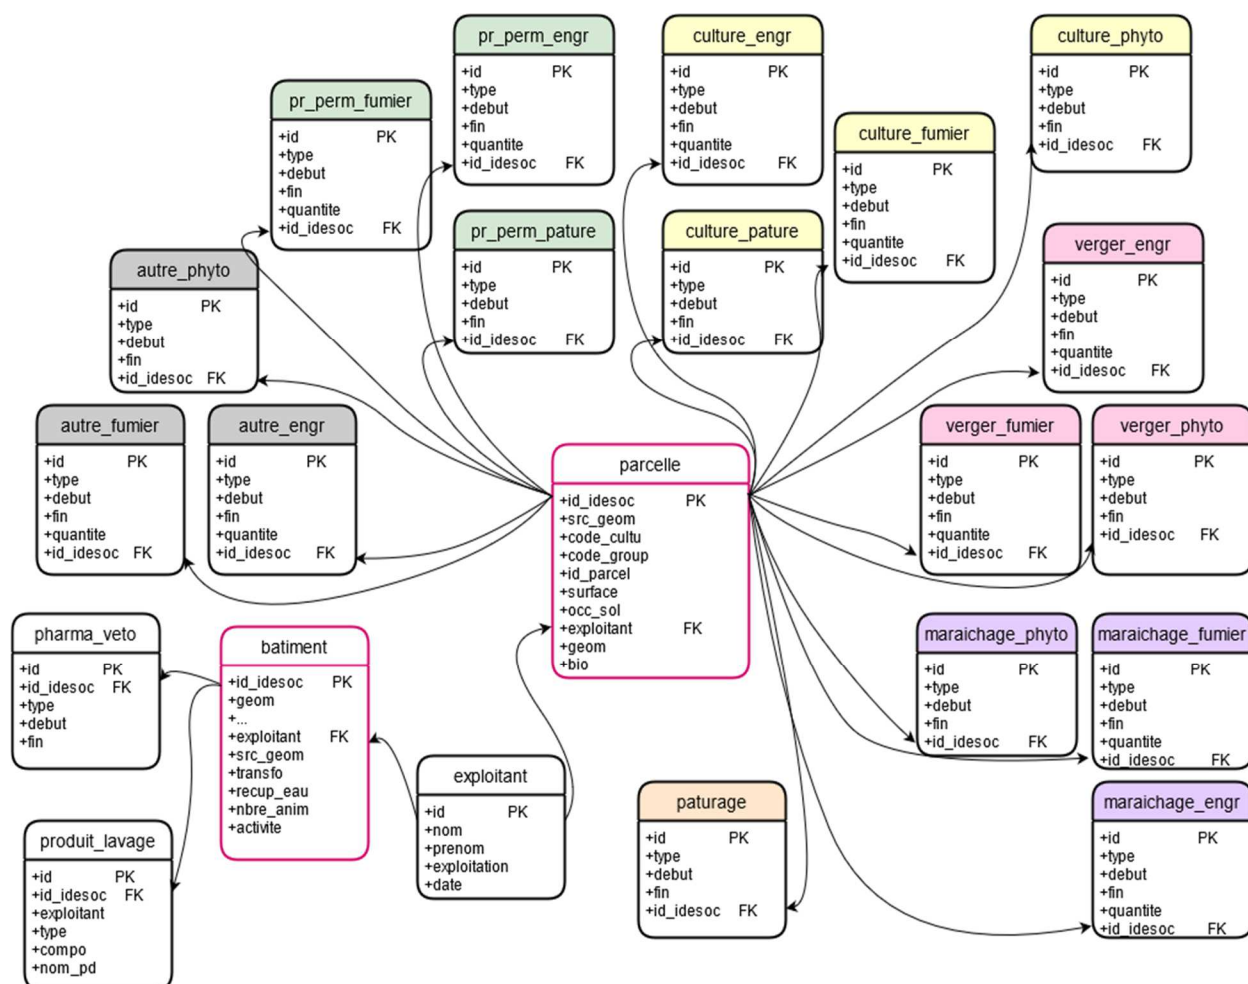 pr_perm_engr
+id PK
+type
+debut
+fin
+quantite
+id_idesoc FK
culture_engr
+id PK
+type
+debut
+fin
+quantite
+id_idesoc FK
culture_phyto
+id PK
+type
+debut
+fin
+id_idesoc FK
pr_perm_fumier
+id PK
+type
+debut
+fin
+quantite
+id_idesoc FK
culture_fumier
+id PK
+type
+debut
+fin
+quantite
+id_idesoc FK
pr_perm_pature
+id PK
+type
+debut
+fin
+id_idesoc FK
culture_pature
+id PK
+type
+debut
+fin
+id_idesoc FK
verger_engr
+id PK
+type
+debut
+fin
+quantite
+id_idesoc FK
autre_phyto
+id PK
+type
+debut
+fin
+id_idesoc FK
autre_fumier
+id PK
+type
+debut
+fin
+quantite
+id_idesoc FK
autre_engr
+id PK
+type
+debut
+fin
+quantite
+id_idesoc FK
parcelle
+id_idesoc PK
+src_geom
+code_cultu
+code_group
+id_parcel
+surface
+occ_sol
+exploitant FK
+geom
+bio
verger_fumier
+id PK
+type
+debut
+fin
+quantite
+id_idesoc FK
verger_phyto
+id PK
+type
+debut
+fin
+id_idesoc FK
pharma_veto
+id PK
+id_idesoc FK
+type
+debut
+fin
batiment
+id_idesoc PK
+geom
+...
+exploitant FK
+src_geom
+transfo
+recup_eau
+nbre_anim
+activite
maraichage_phyto
+id PK
+type
+debut
+fin
+id_idesoc FK
maraichage_fumier
+id PK
+type
+debut
+fin
+quantite
+id_idesoc FK
exploitant
+id PK
+nom
+prenom
+exploitation
+date
paturage
+id PK
+type
+debut
+fin
+id_idesoc FK
maraichage_engr
+id PK
+type
+debut
+fin
+quantite
+id_idesoc FK
produit_lavage
+id PK
+id_idesoc FK
+exploitant
+type
+compo
+nom_pd